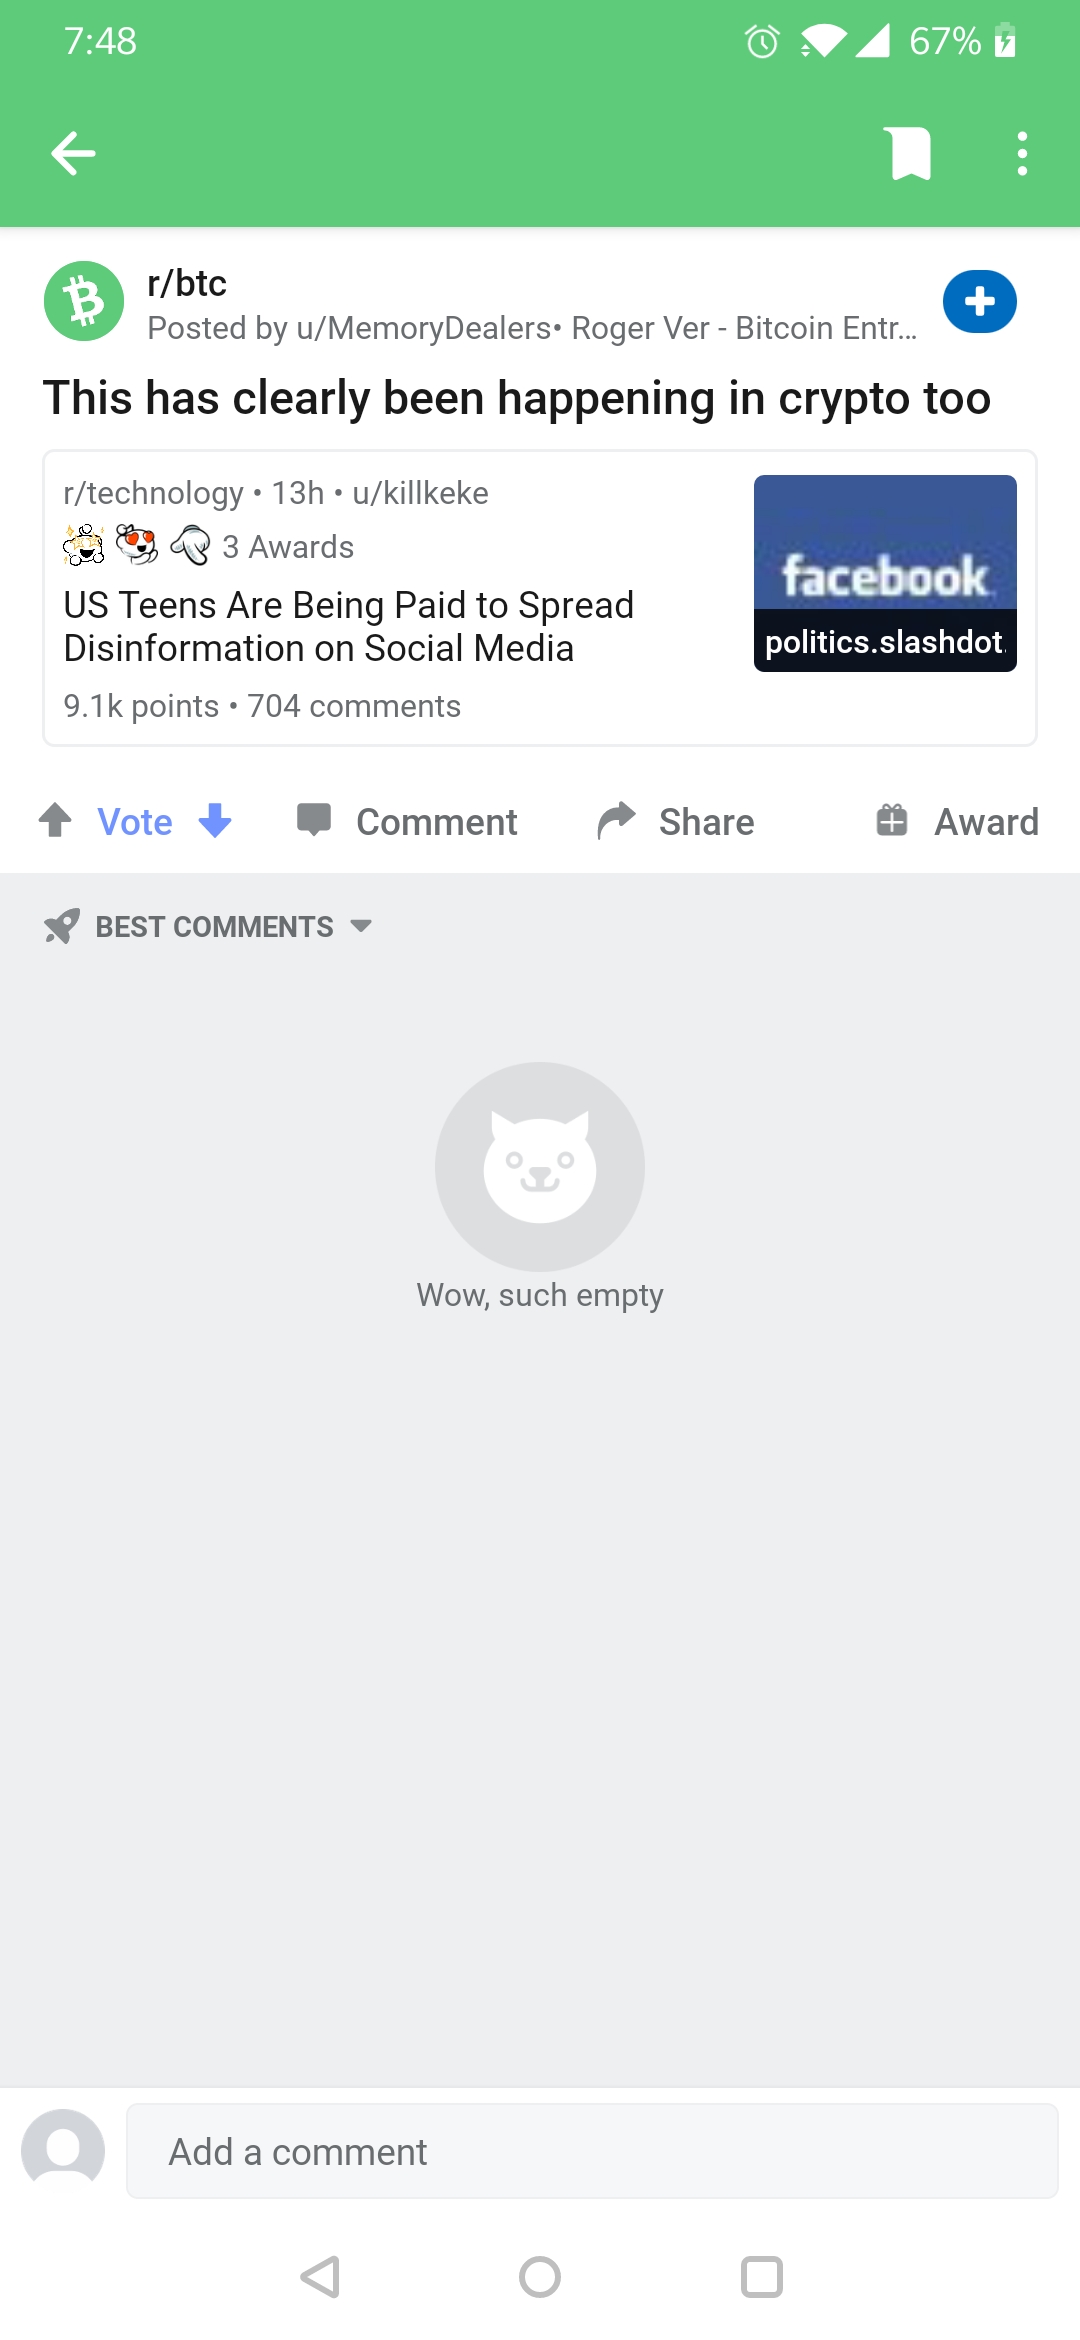 7:48
67%
r/btc
Posted by u/MemoryDealers• Roger Ver - Bitcoin Entr...
This has clearly been happening in crypto too
r/technology • 13h • u/killkeke
3 Awards
US Teens Are Being Paid to Spread
Disinformation on Social Media
9.1k points • 704 comments
facebook
politics.slashdot.
Vote
Comment
Share
Award
BEST COMMENTS
Wow, such empty
Add a comment